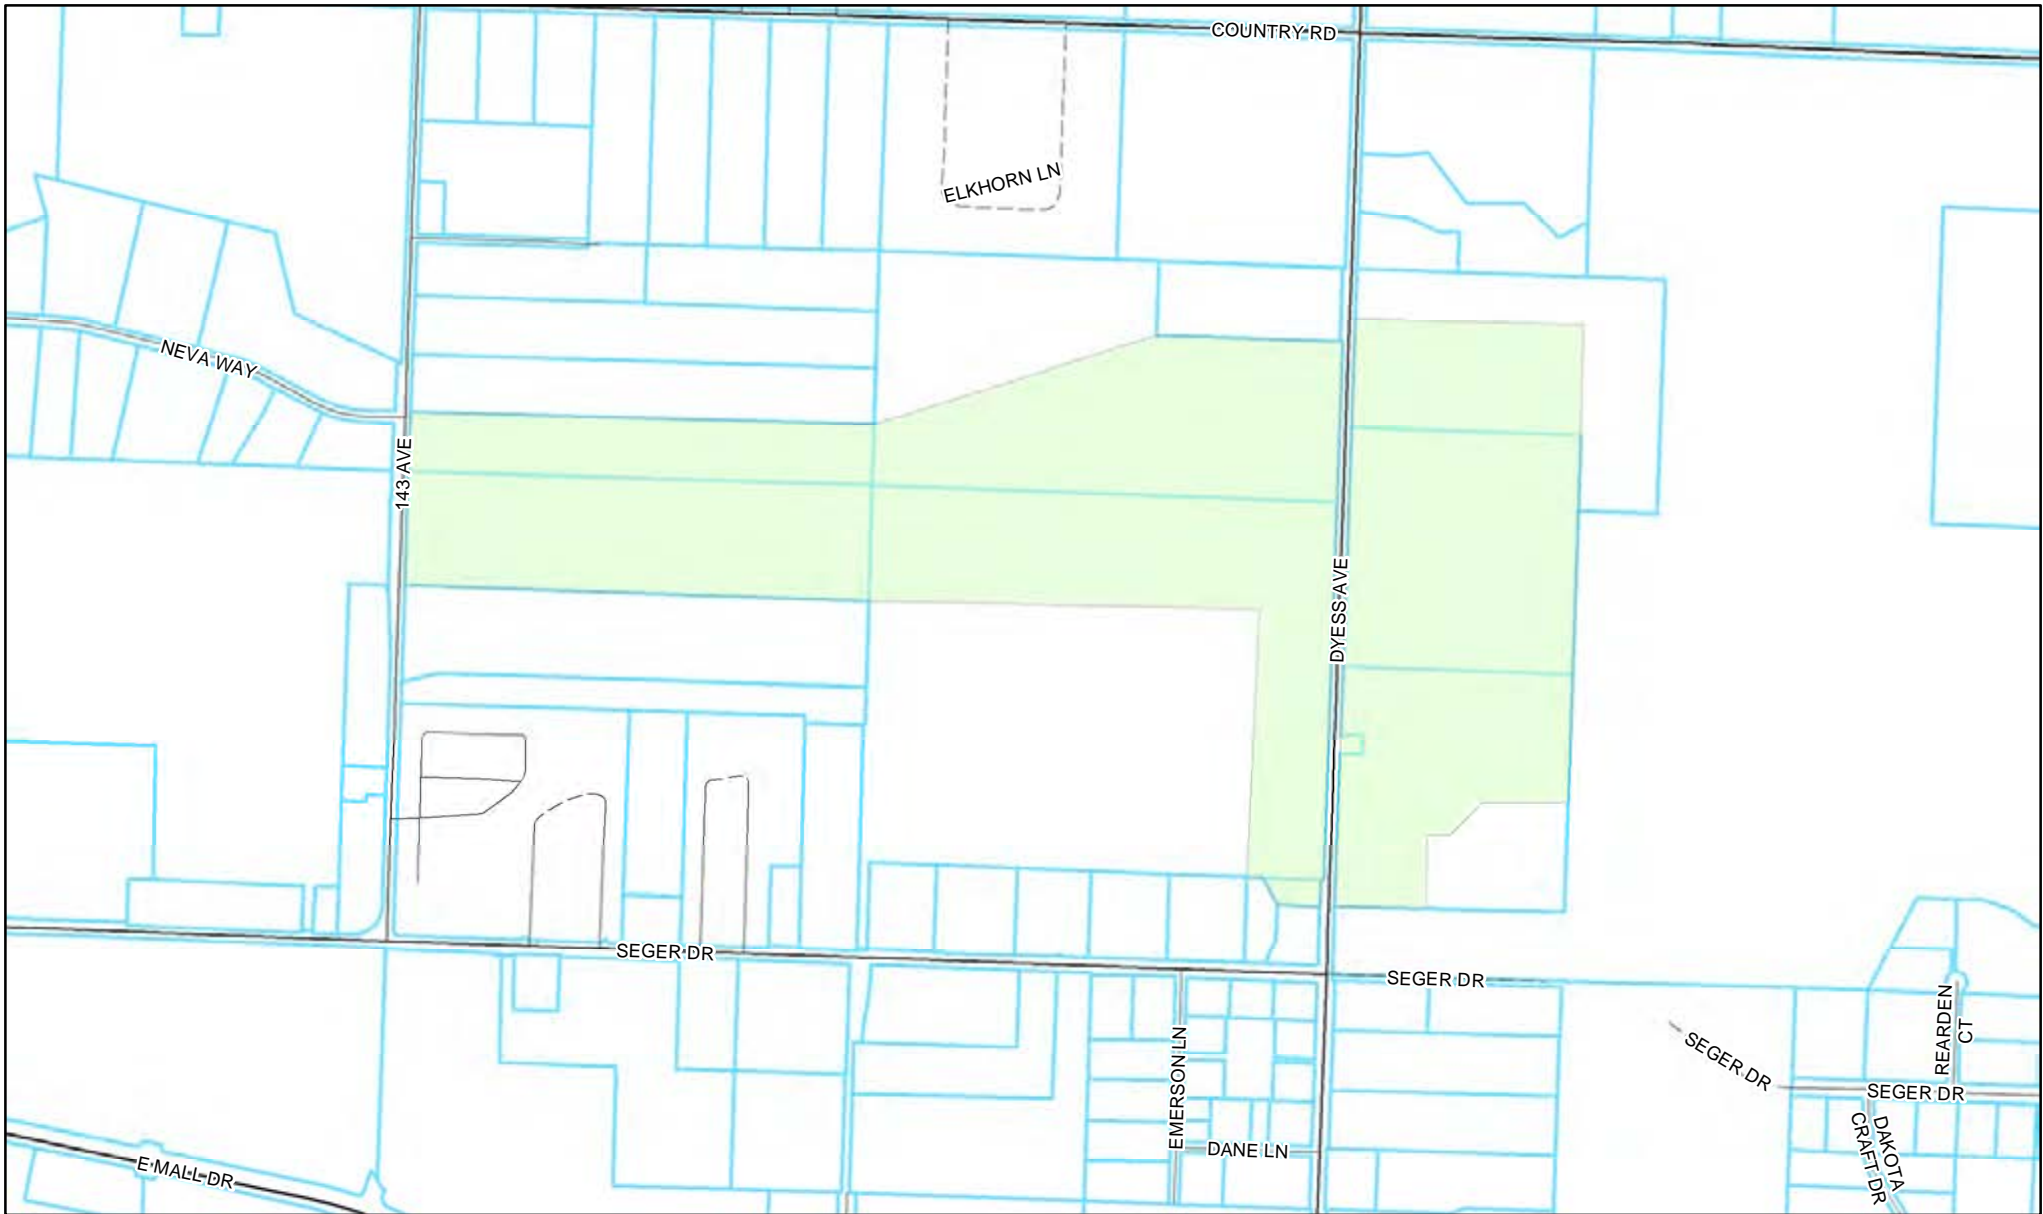 COUNTRY RD
ELKHORN LN
NEVA WAY
143 AVE
DYESS AVE
SEGER DR
SEGER DR
EMERSON LN
DANE LN
SEGER DR
REARDEN
CT
SEGER DR
DAKOTA
CRAFT DR
E MALL DR